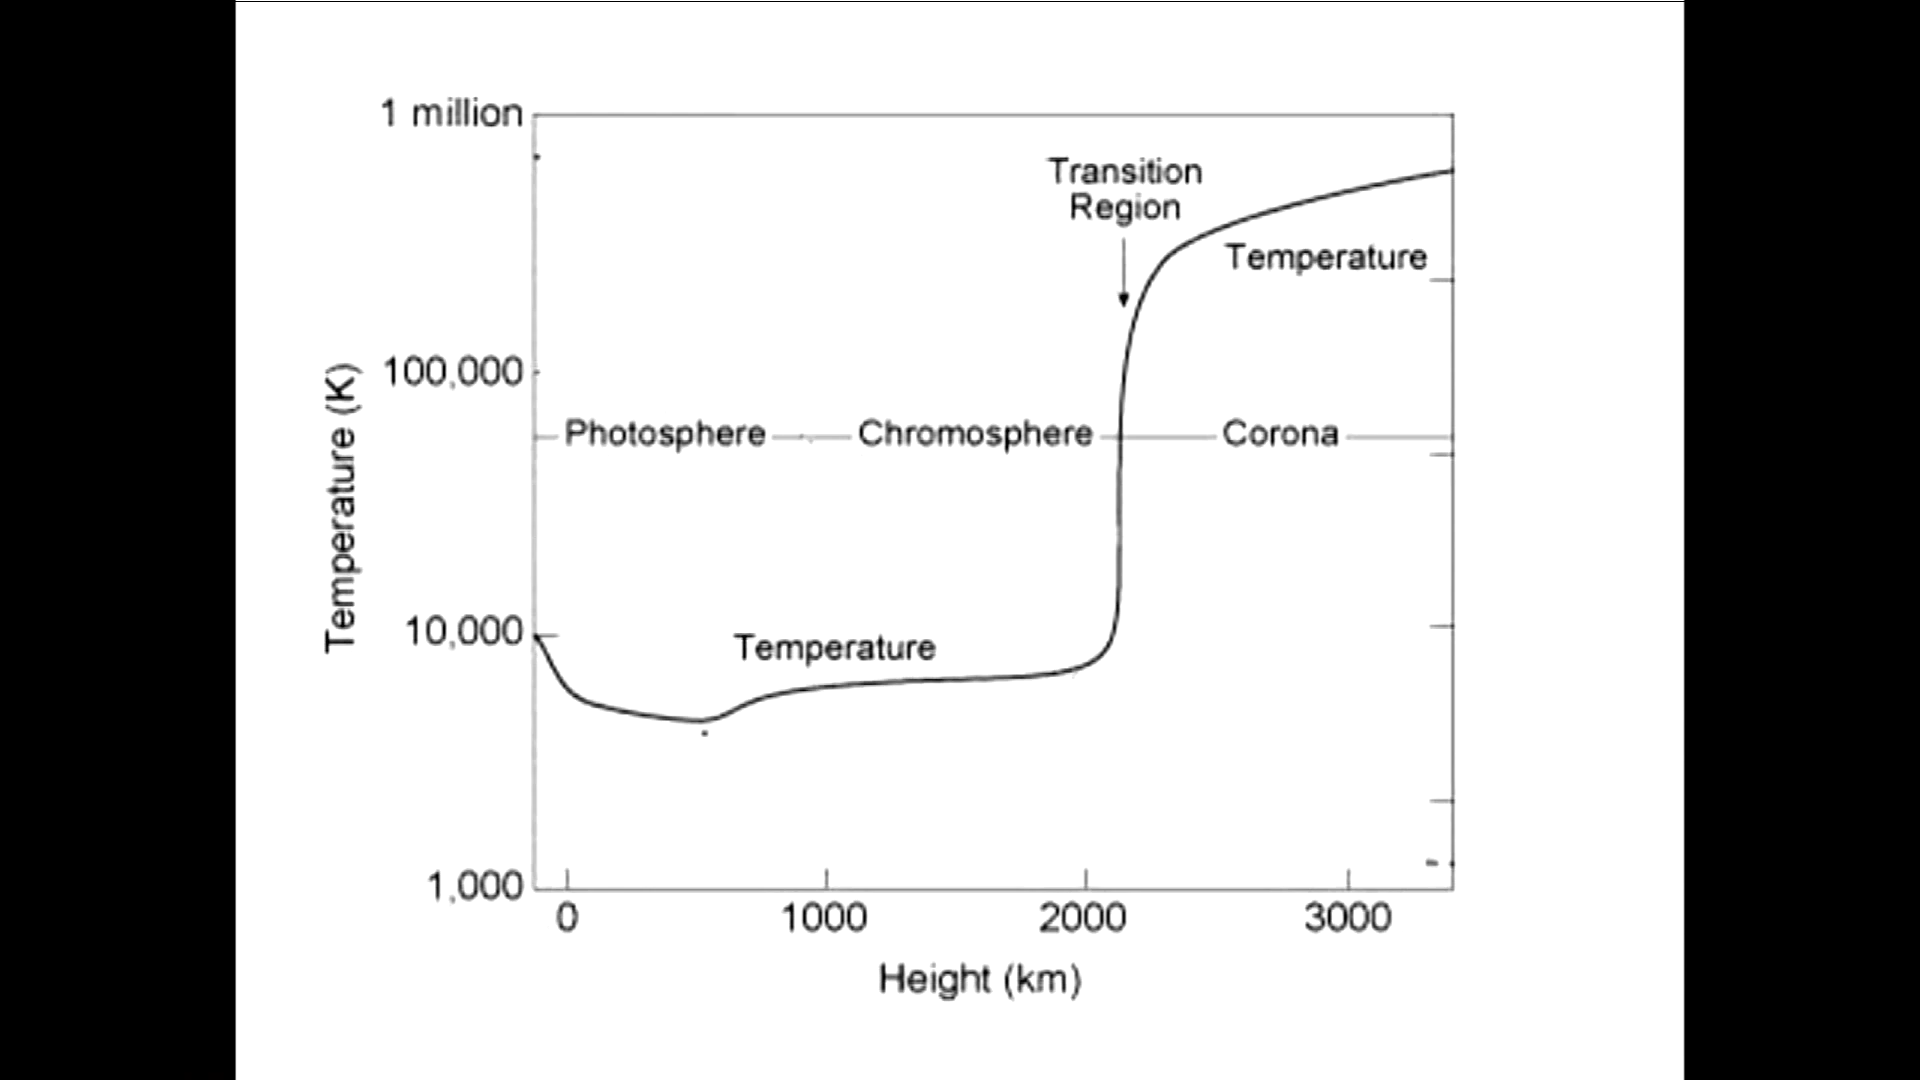 1 million
Transition
Region
Temperature
100,000
Photosphere
Chromosphere
Corona
Temperature (K)
10,000
Temperature
1,000
0
1000
2000
3000
Height (km)